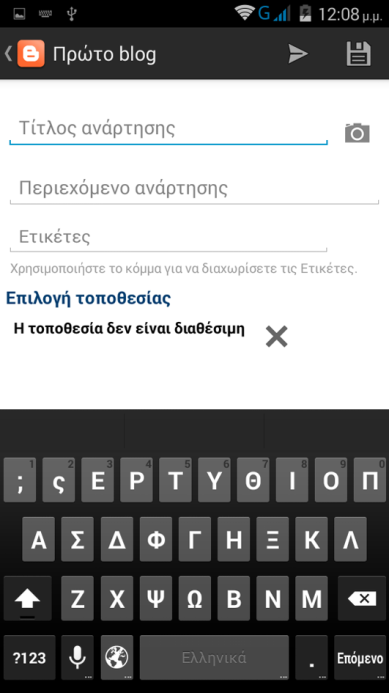 G 12:08 μ.μ.
Πρώτο blog
Τίτλος ανάρτησης
Περιεχόμενο ανάρτησης
Ετικέτες
Χρησιμοποιήστε το κόμμα για να διαχωρίσετε τις Ετικέτες.
Επιλογή τοποθεσίας
Η τοποθεσία δεν είναι διαθέσιμη
1 2 3 4 5 6 7 8 9 0
; ς Ε Ρ Τ Υ Θ Ι Ο Π
Α Σ Δ Φ Γ Η Ξ Κ Λ
Ζ Χ Ψ Ω Β Ν Μ
?123 Ελληνικά . Επόμενο